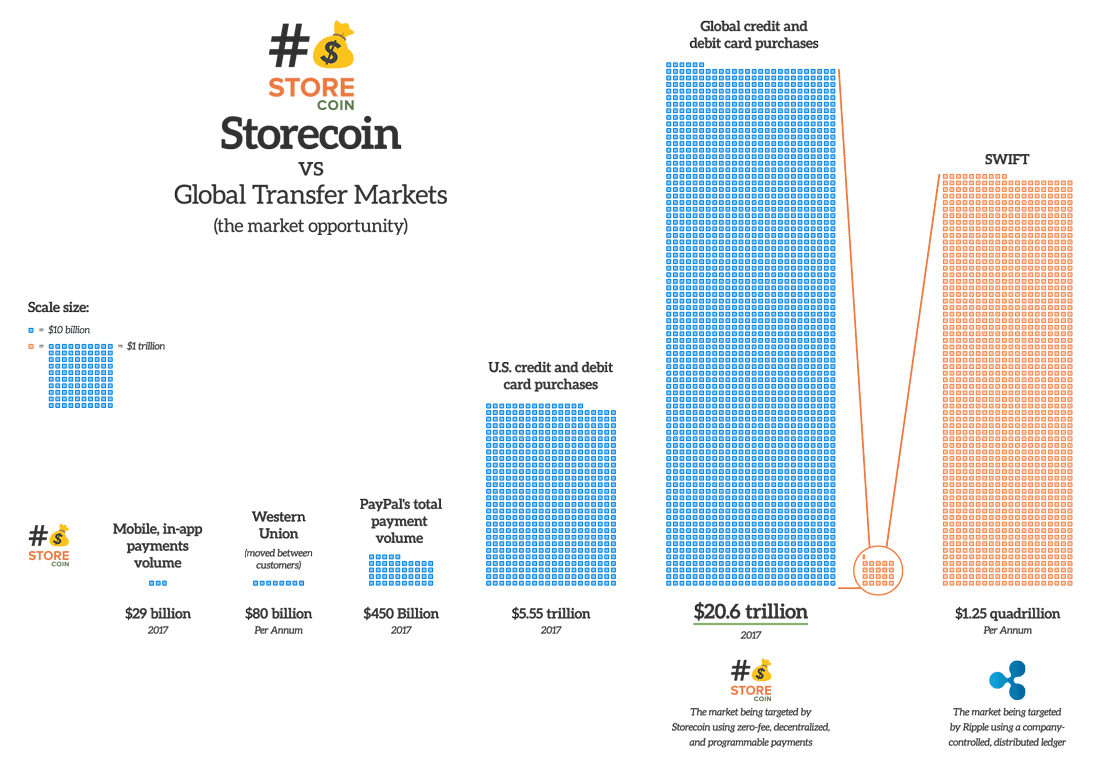 #
STORE
COIN
Storecoin
vs
Global Transfer Markets
(the market opportunity)
Scale size:
= $10 billion
= = $1 trillion
#
STORE
COIN
Mobile, in-app
payments
volume
$29 billion
2017
Western
Union
(moved between
customers)
$80 billion
Per Annum
PayPal's total
payment
volume
$450 Billion
2017
U.S. credit and debit
card purchases
$5.55 trillion
2017
Global credit and
debit card purchases
$20.6 trillion
2017
#
STORE
COIN
The market being targeted by
Storecoin using zero-fee, decentralized,
and programmable payments
SWIFT
$1.25 quadrillion
Per Annum
The market being targeted
by Ripple using a company-
controlled, distributed ledger